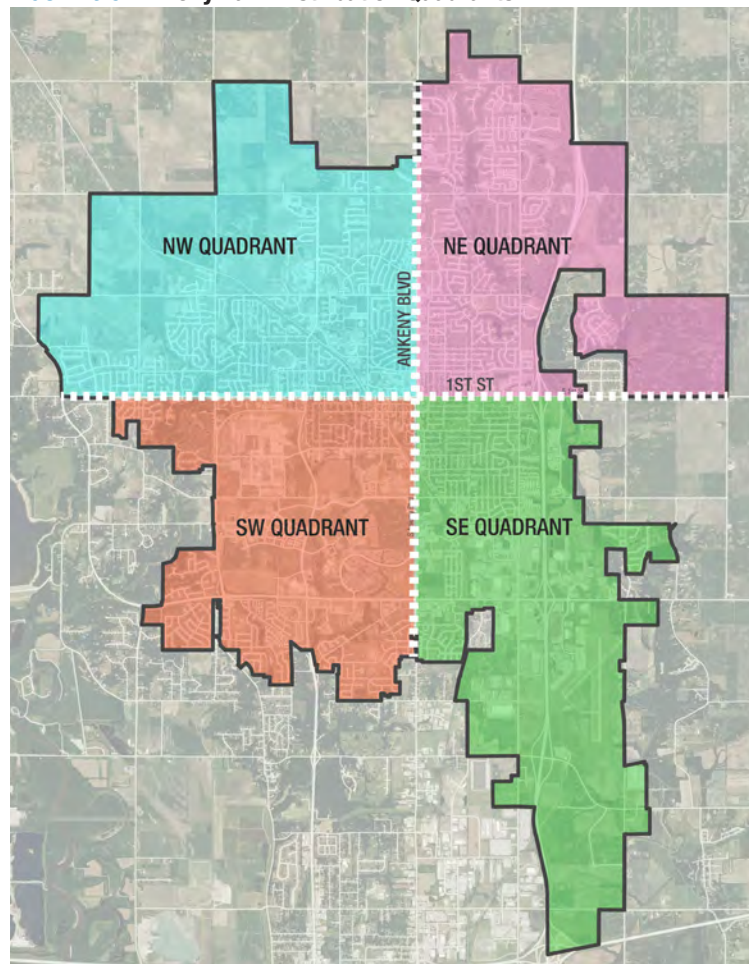 NW QUADRANT
NE QUADRANT
ANKENY BLVD
1ST ST
SW QUADRANT
SE QUADRANT